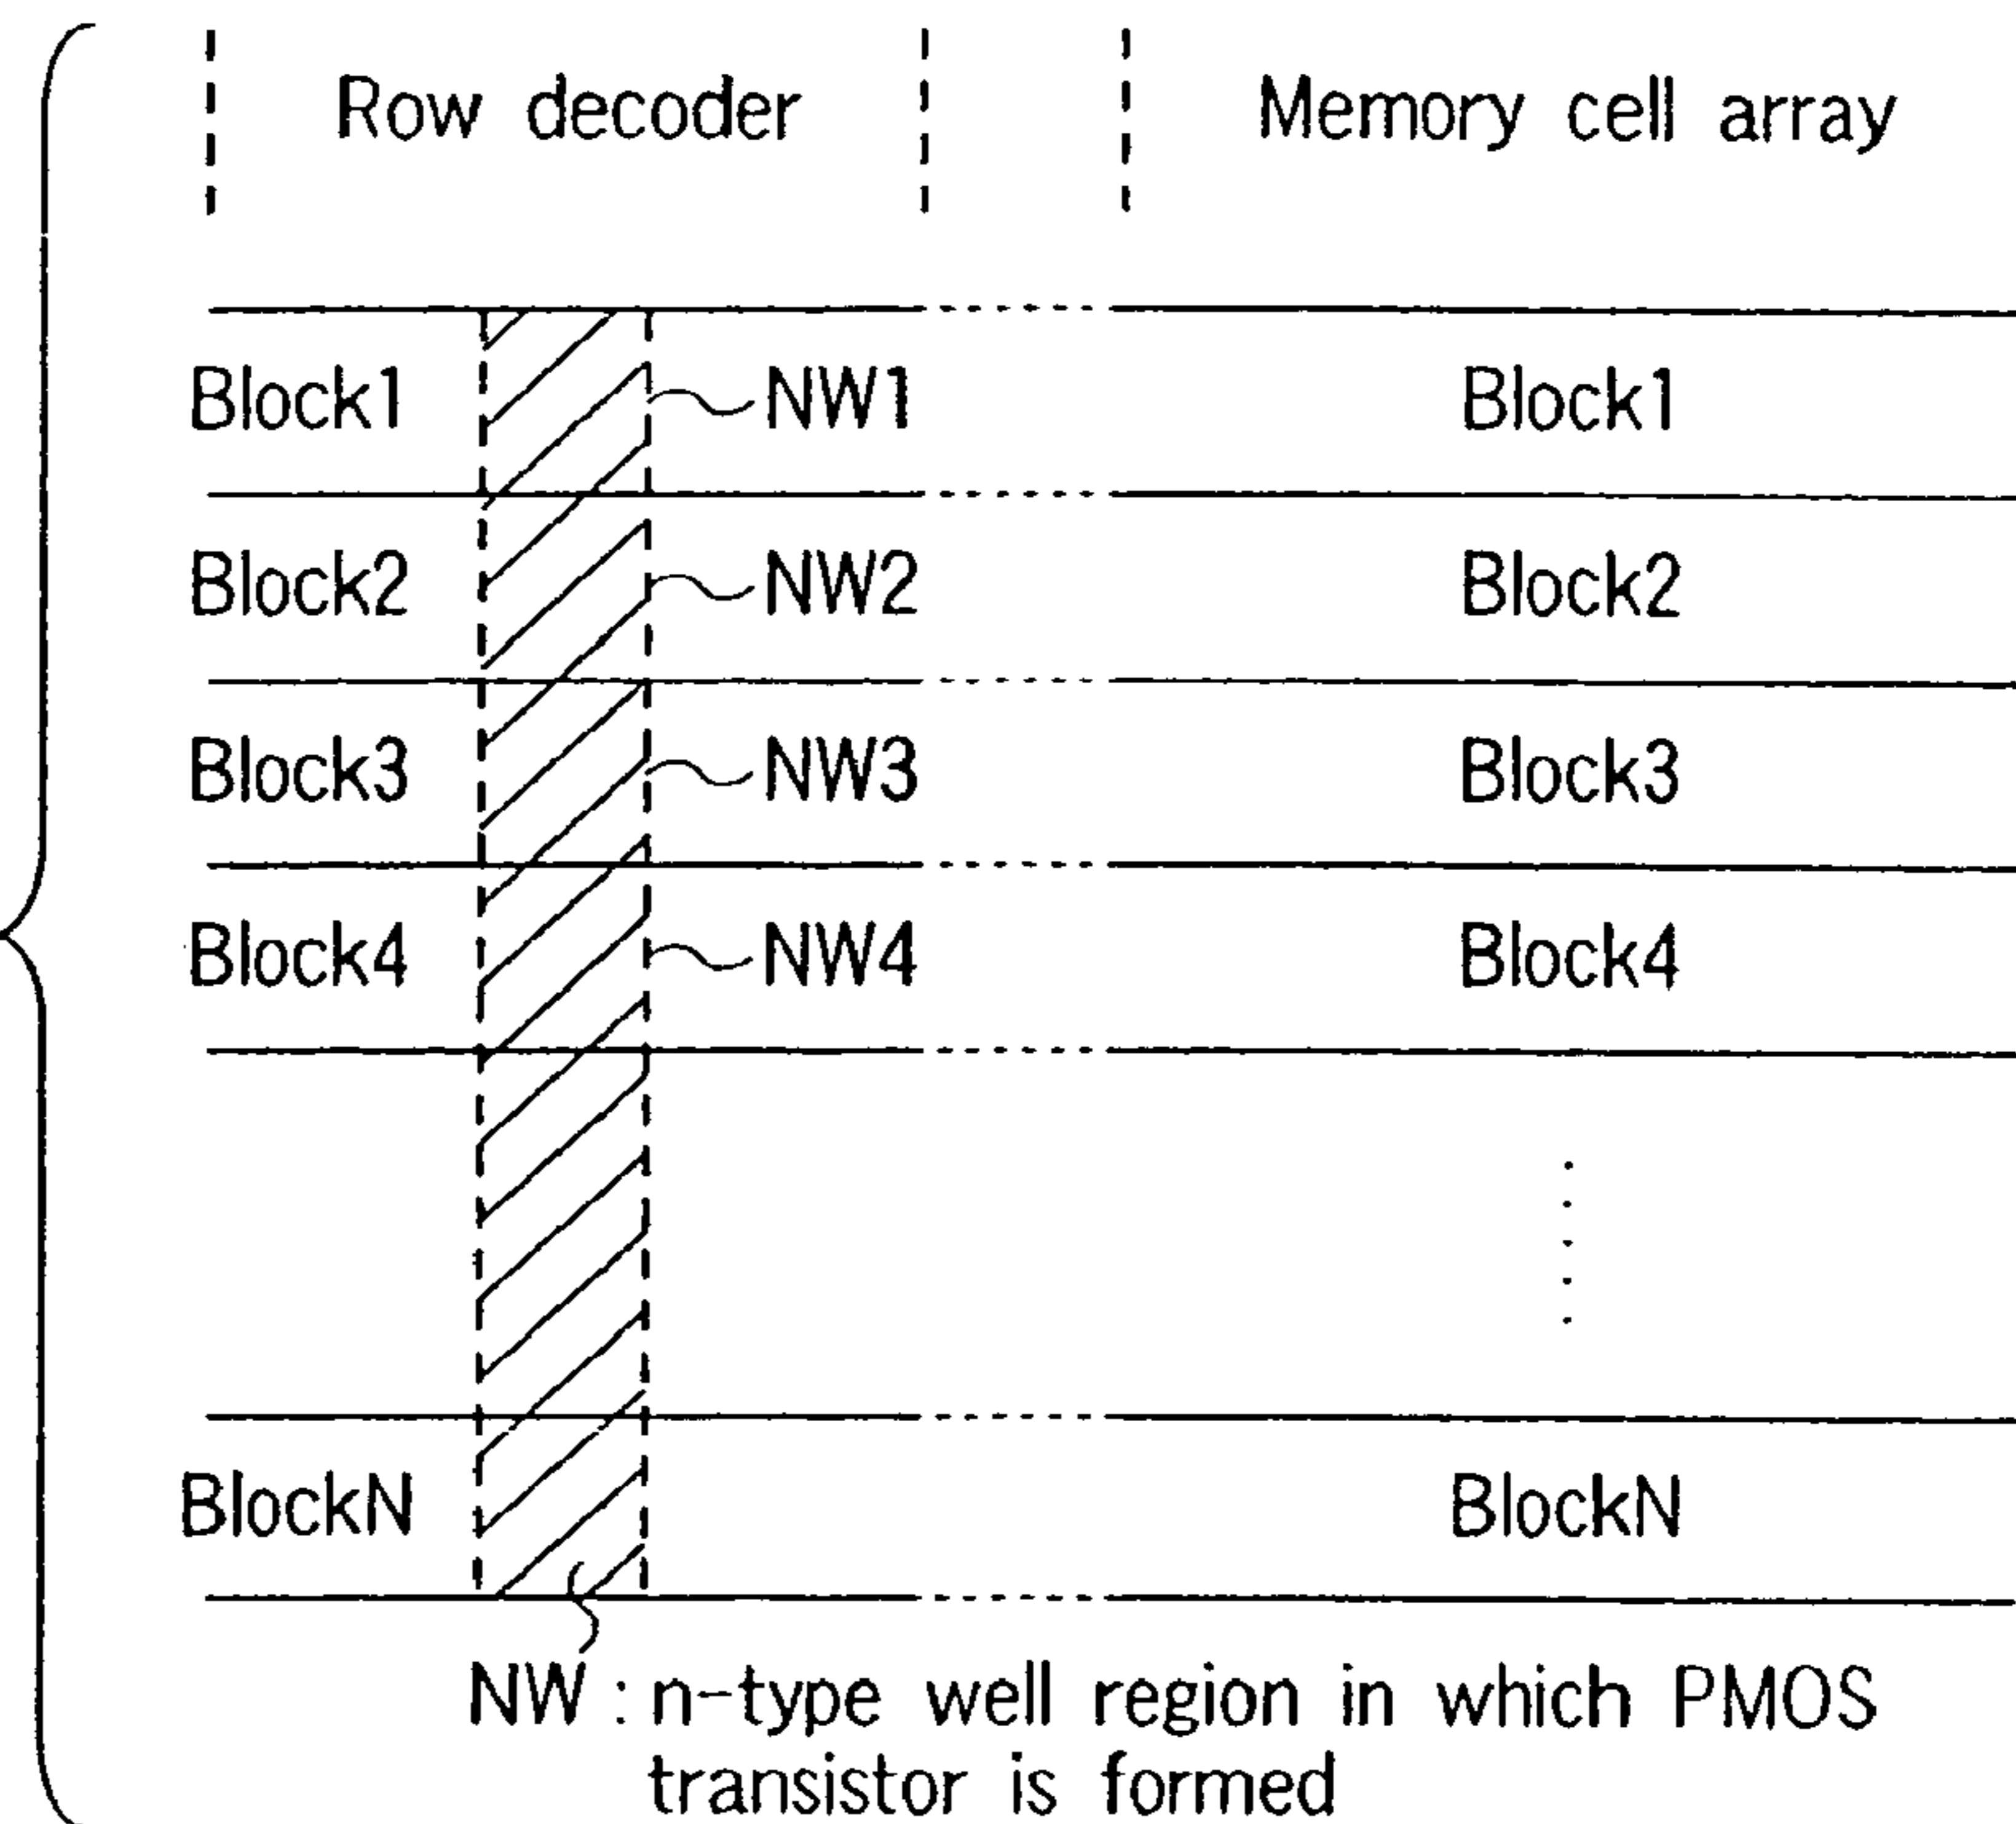 Row decoder
Memory cell array
Block1 NW1 Block1
Block2 NW2 Block2
Block3 NW3 Block3
Block4 NW4 Block4
BlockN BlockN
NW : n-type well region in which PMOS
transistor is formed